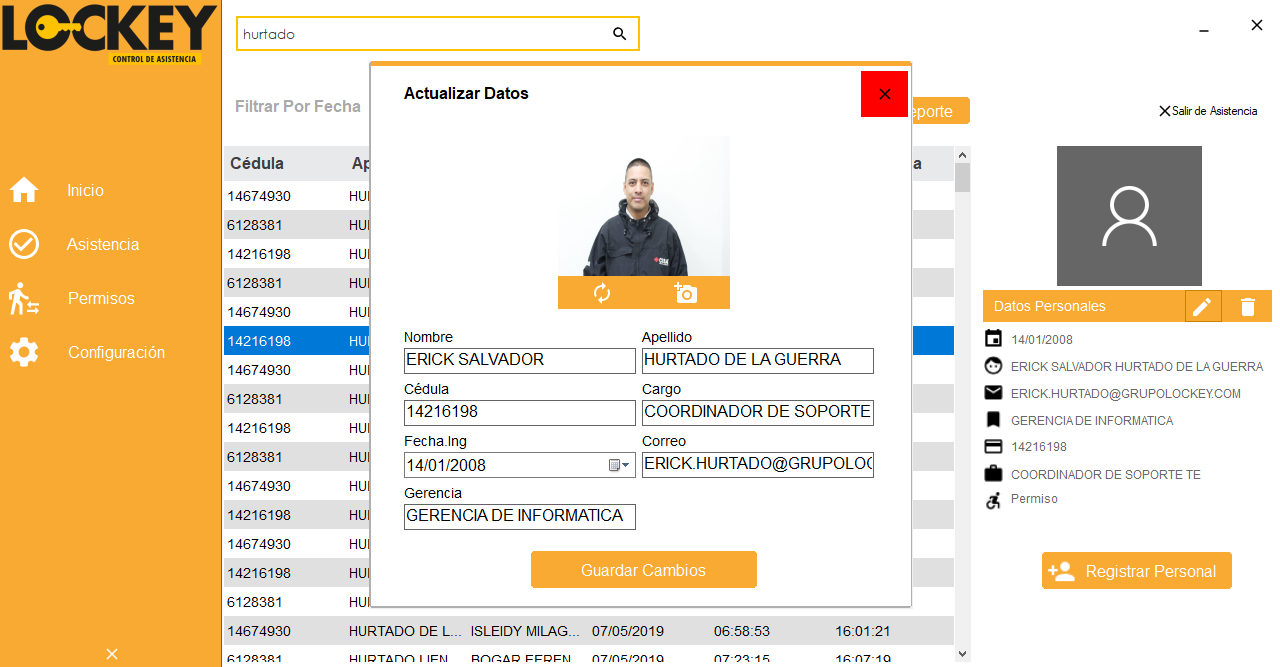 LOCKEY
CONTROL DE ASISTENCIA
Inicio
Asistencia
Permisos
Configuración
hurtado
Filtrar Por Fecha
eporte
Salir de Asistencia
Cédula Ap a
14674930 HU
6128381 HU
14216198 HU
6128381 HU
14674930 HU
14216198 HU
14674930 HU
6128381 HU
14216198 HU
6128381 HU
14674930 HU
14216198 HU
14674930 HU
14216198 HU
6128381 HU
14674930 HURTADO DE L... ISLEIDY MILAG... 07/05/2019 06:58:53 16:01:21
6128381 HURTADO LIEN BOGAR EFREN 07/05/2019 07:23:15 16:07:19
Actualizar Datos
Nombre
ERICK SALVADOR
Apellido
HURTADO DE LA GUERRA
Cédula
14216198
Cargo
COORDINADOR DE SOPORTE
Fecha.Ing
14/01/2008
Correo
ERICK.HURTADO@GRUPOLOC
Gerencia
GERENCIA DE INFORMATICA
Guardar Cambios
Datos Personales
14/01/2008
ERICK SALVADOR HURTADO DE LA GUERRA
ERICK.HURTADO@GRUPOLOCKEY.COM
GERENCIA DE INFORMATICA
14216198
COORDINADOR DE SOPORTE TE
Permiso
Registrar Personal